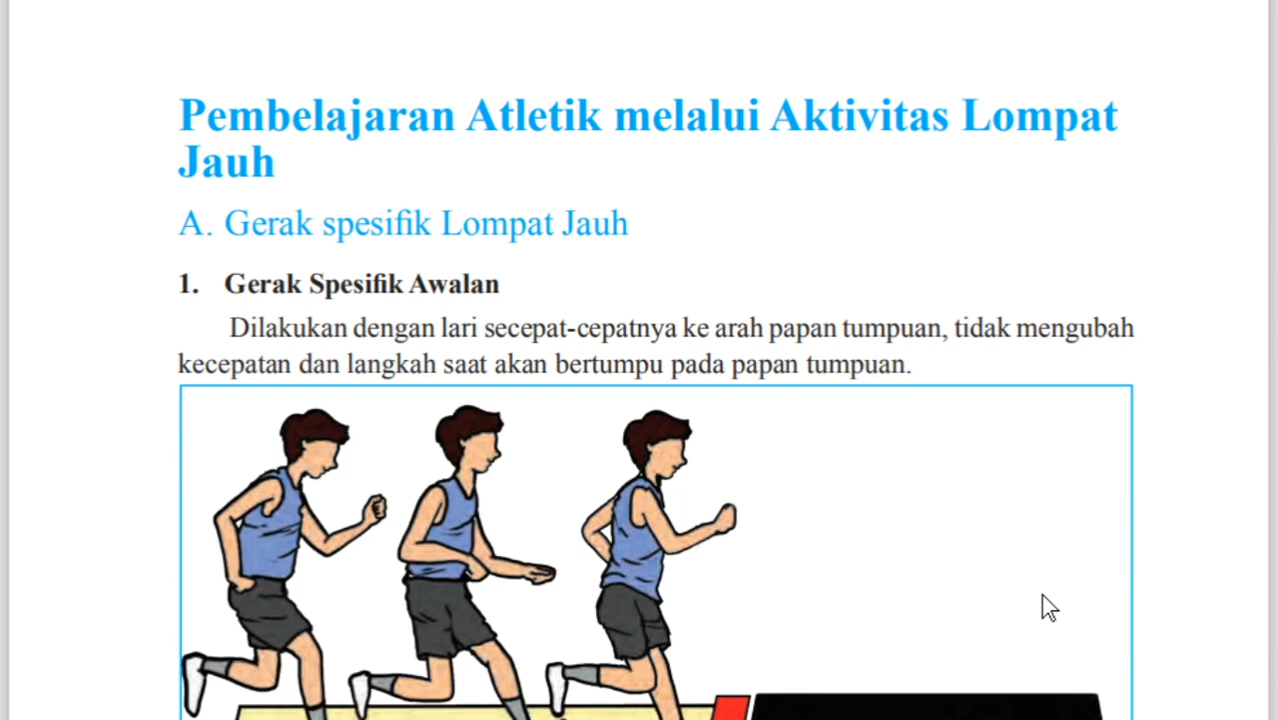 Pembelajaran Atletik melalui Aktivitas Lompat
Jauh
A. Gerak spesifik Lompat Jauh
1. Gerak Spesifik Awalan
Dilakukan dengan lari secepat-cepatnya ke arah papan tumpuan, tidak mengubah
kecepatan dan langkah saat akan bertumpu pada papan tumpuan.